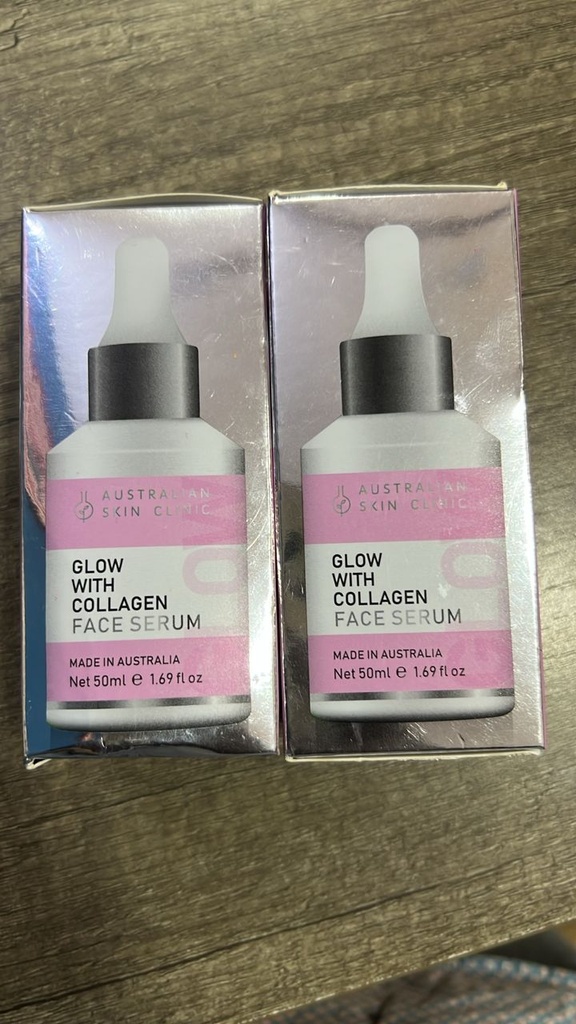 AUSTRALIAN
SKIN CLINIC
GLOW
WITH
COLLAGEN
FACE SERUM
MADE IN AUSTRALIA
Net 50ml ℮ 1.69 fl oz
AUSTRALIAN
SKIN CLINIC
GLOW
WITH
COLLAGEN
FACE SERUM
MADE IN AUSTRALIA
Net 50ml ℮ 1.69 fl oz